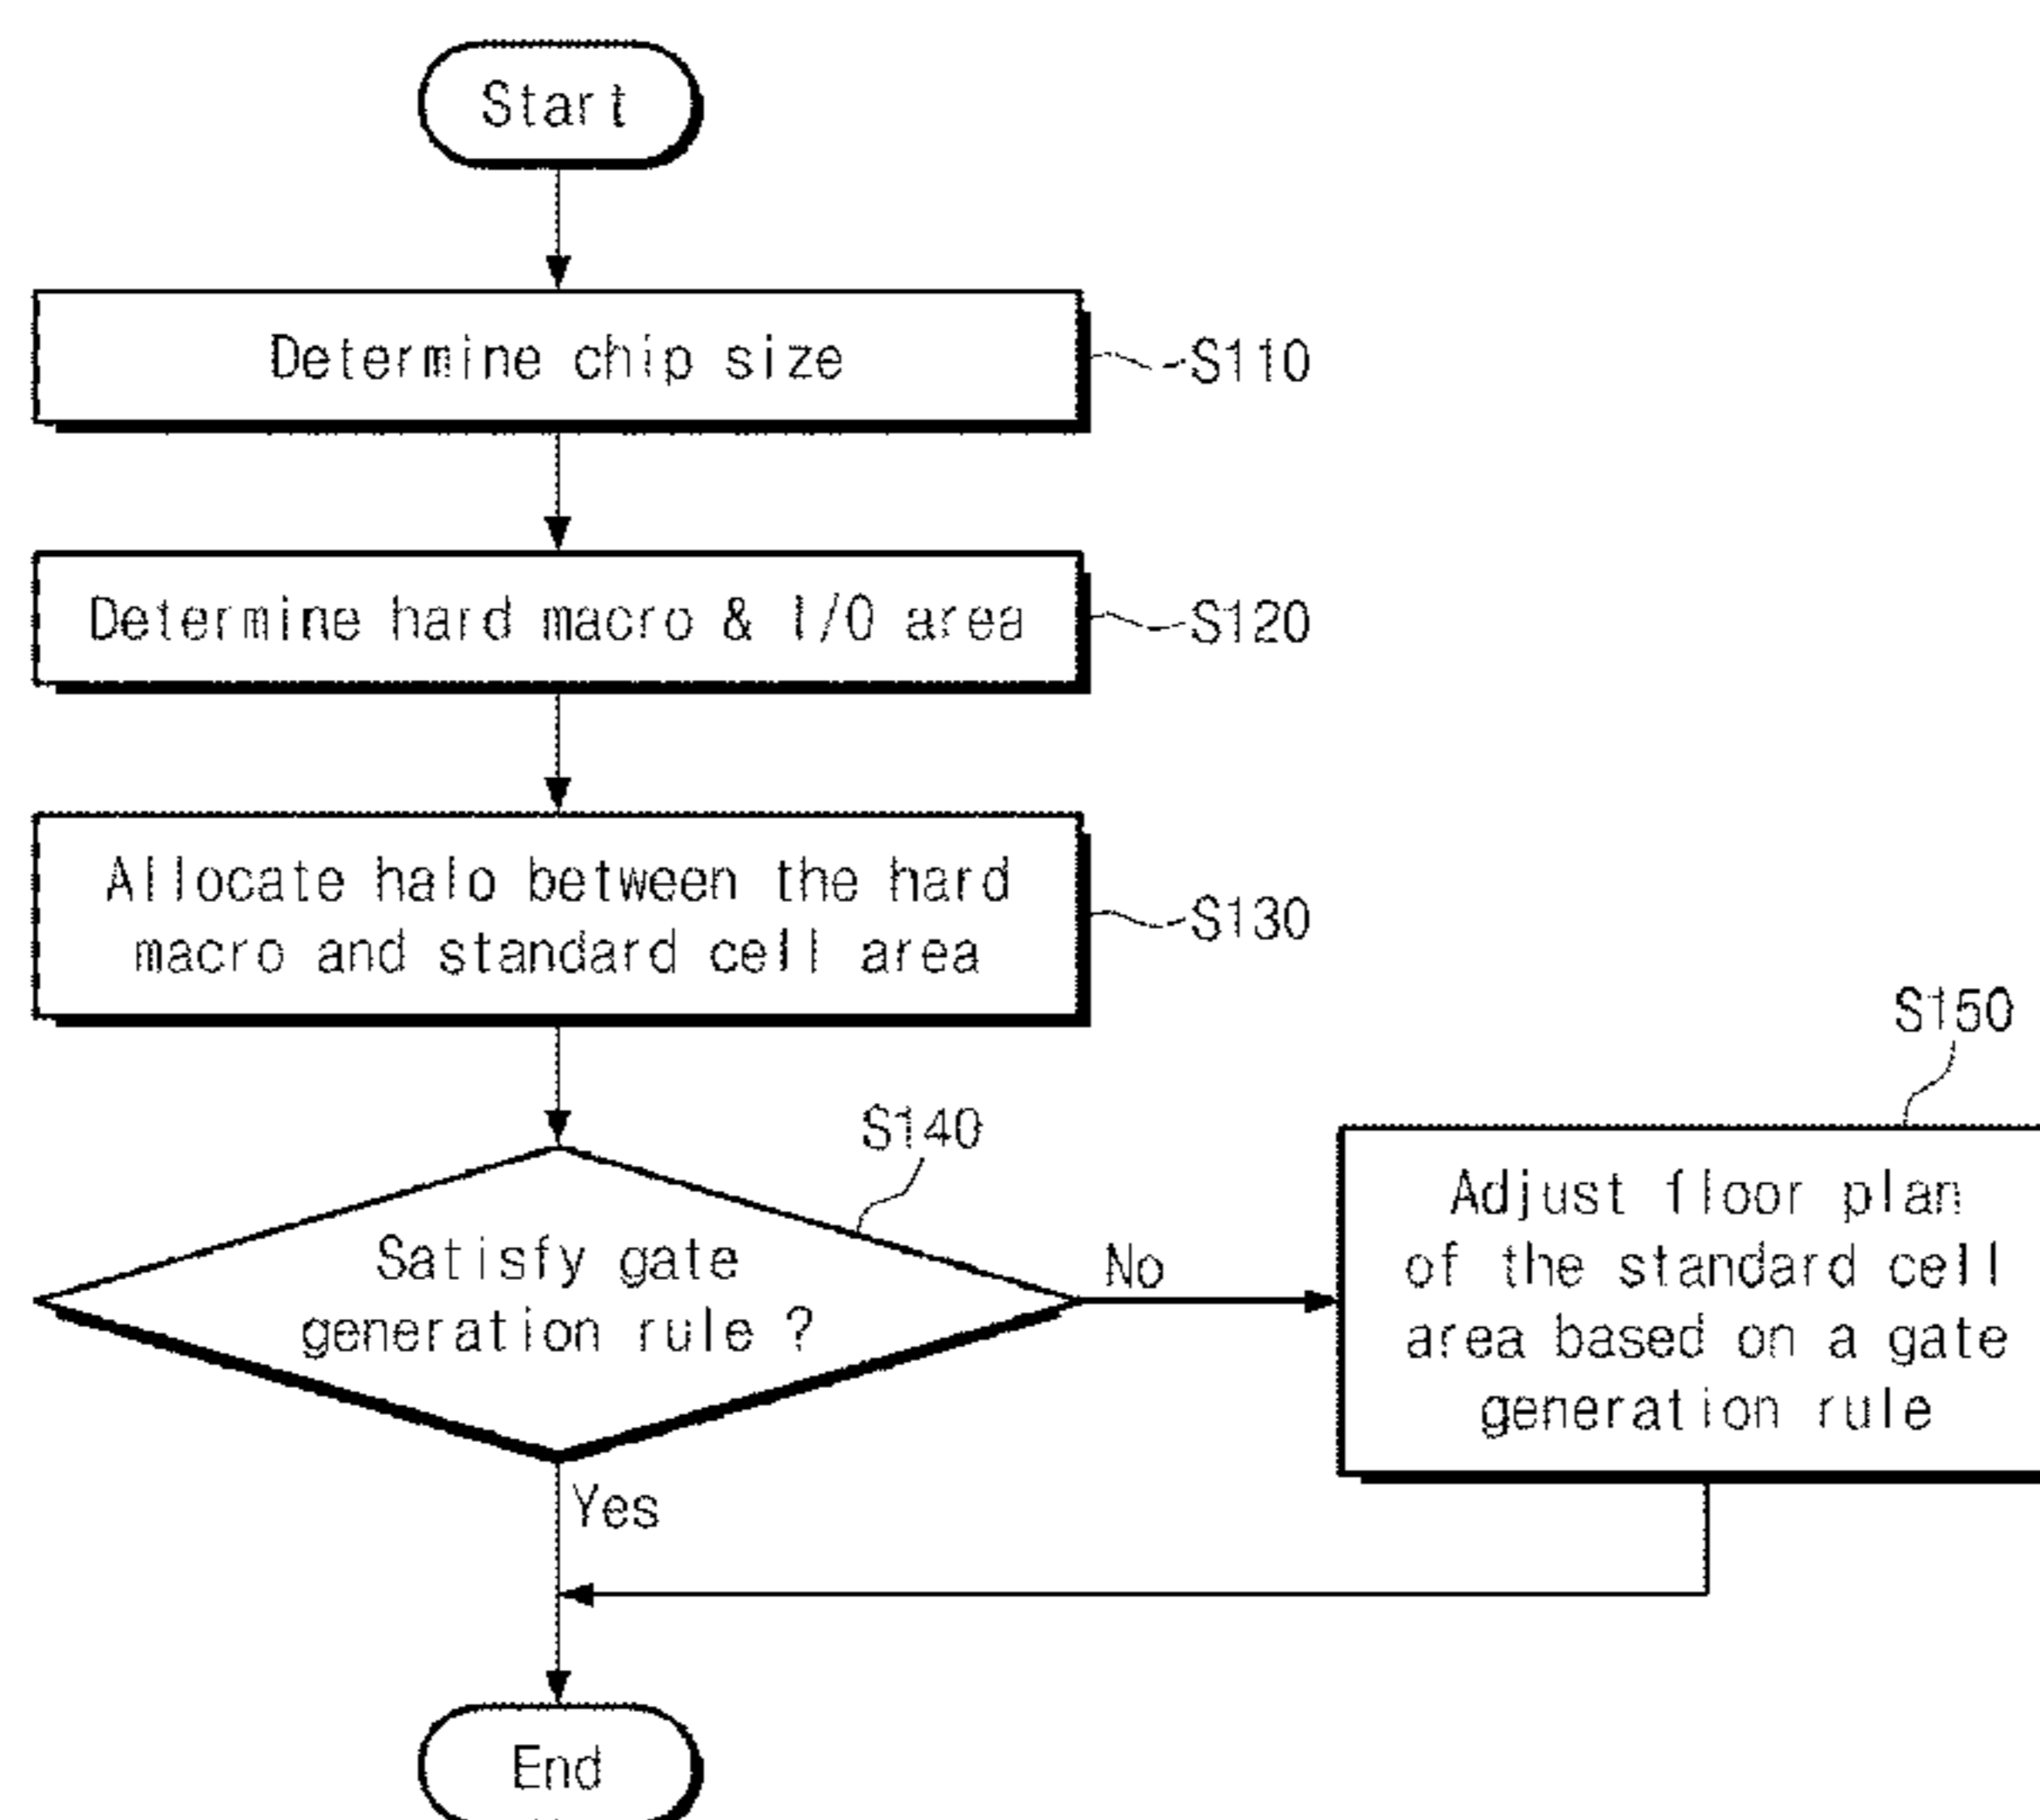 Start
Determine chip size
S110
Determine hard macro & I/O area
S120
Allocate halo between the hard
macro and standard cell area
S130
S140
Satisfy gate
generation rule ?
No
Yes
S150
Adjust floor plan
of the standard cell
area based on a gate
generation rule
End